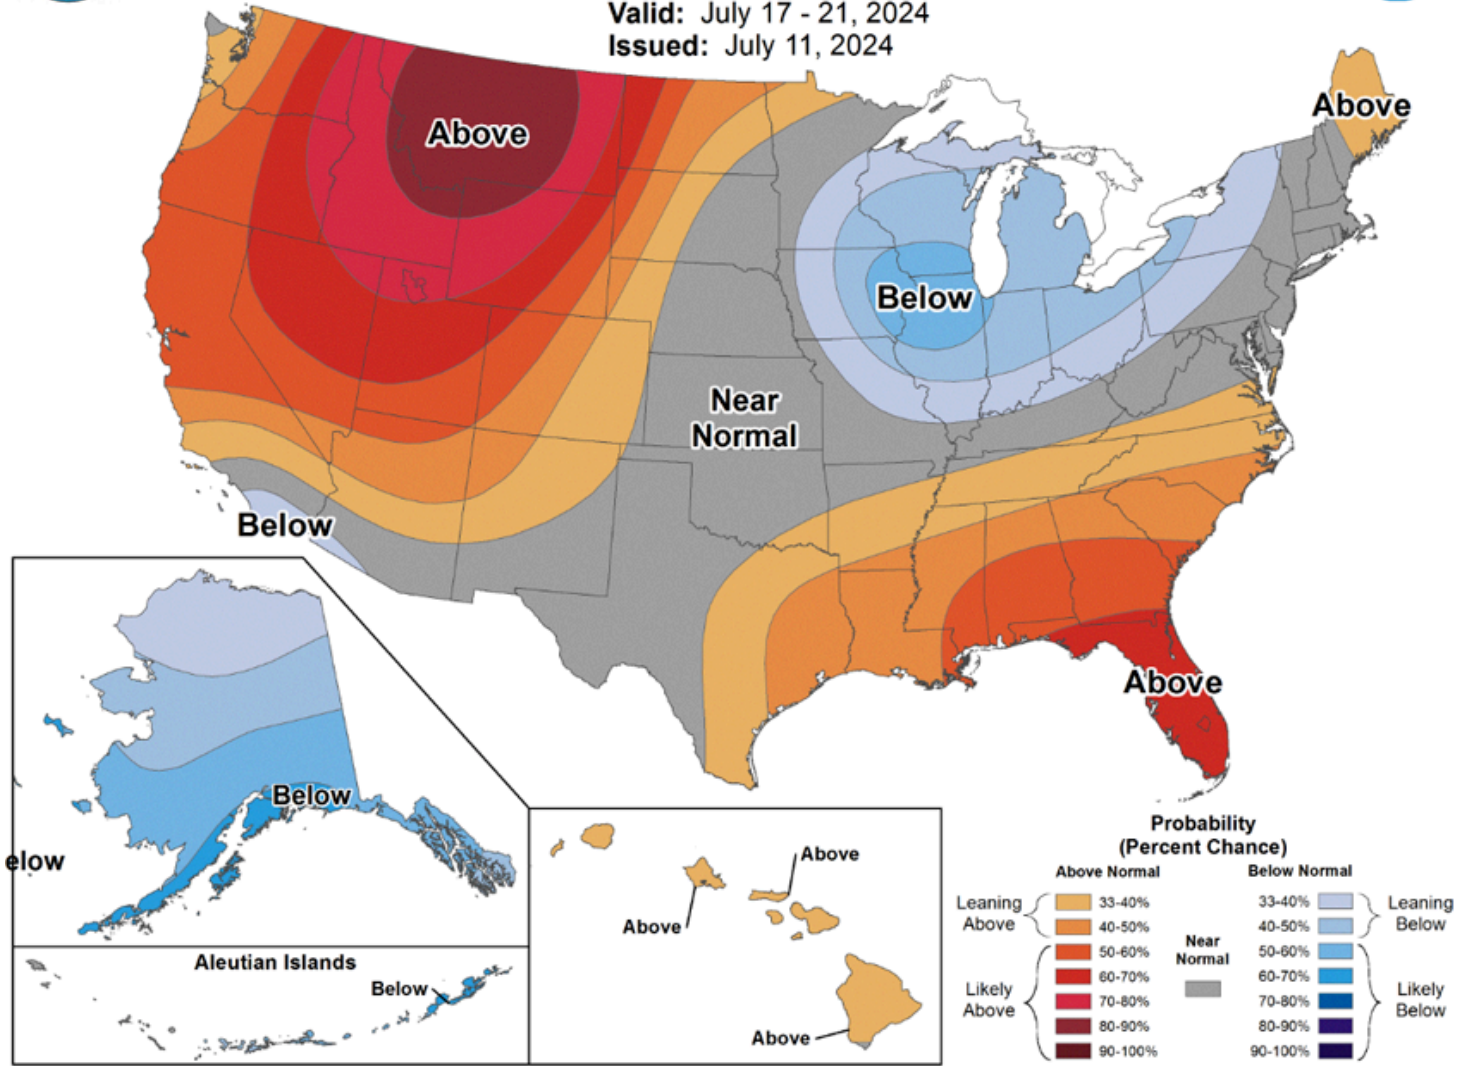 Valid: July 17 - 21, 2024
Issued: July 11, 2024
Above
Above
Below
Near
Normal
Below
Above
Below
elow
Aleutian Islands
Below
Above
Above
Above
Probability
(Percent Chance)
Above Normal
Below Normal
Leaning
Above
33-40%
40-50%
Likely
Above
50-60%
60-70%
70-80%
80-90%
90-100%
Near
Normal
33-40%
40-50%
Leaning
Below
50-60%
60-70%
70-80%
80-90%
90-100%
Likely
Below